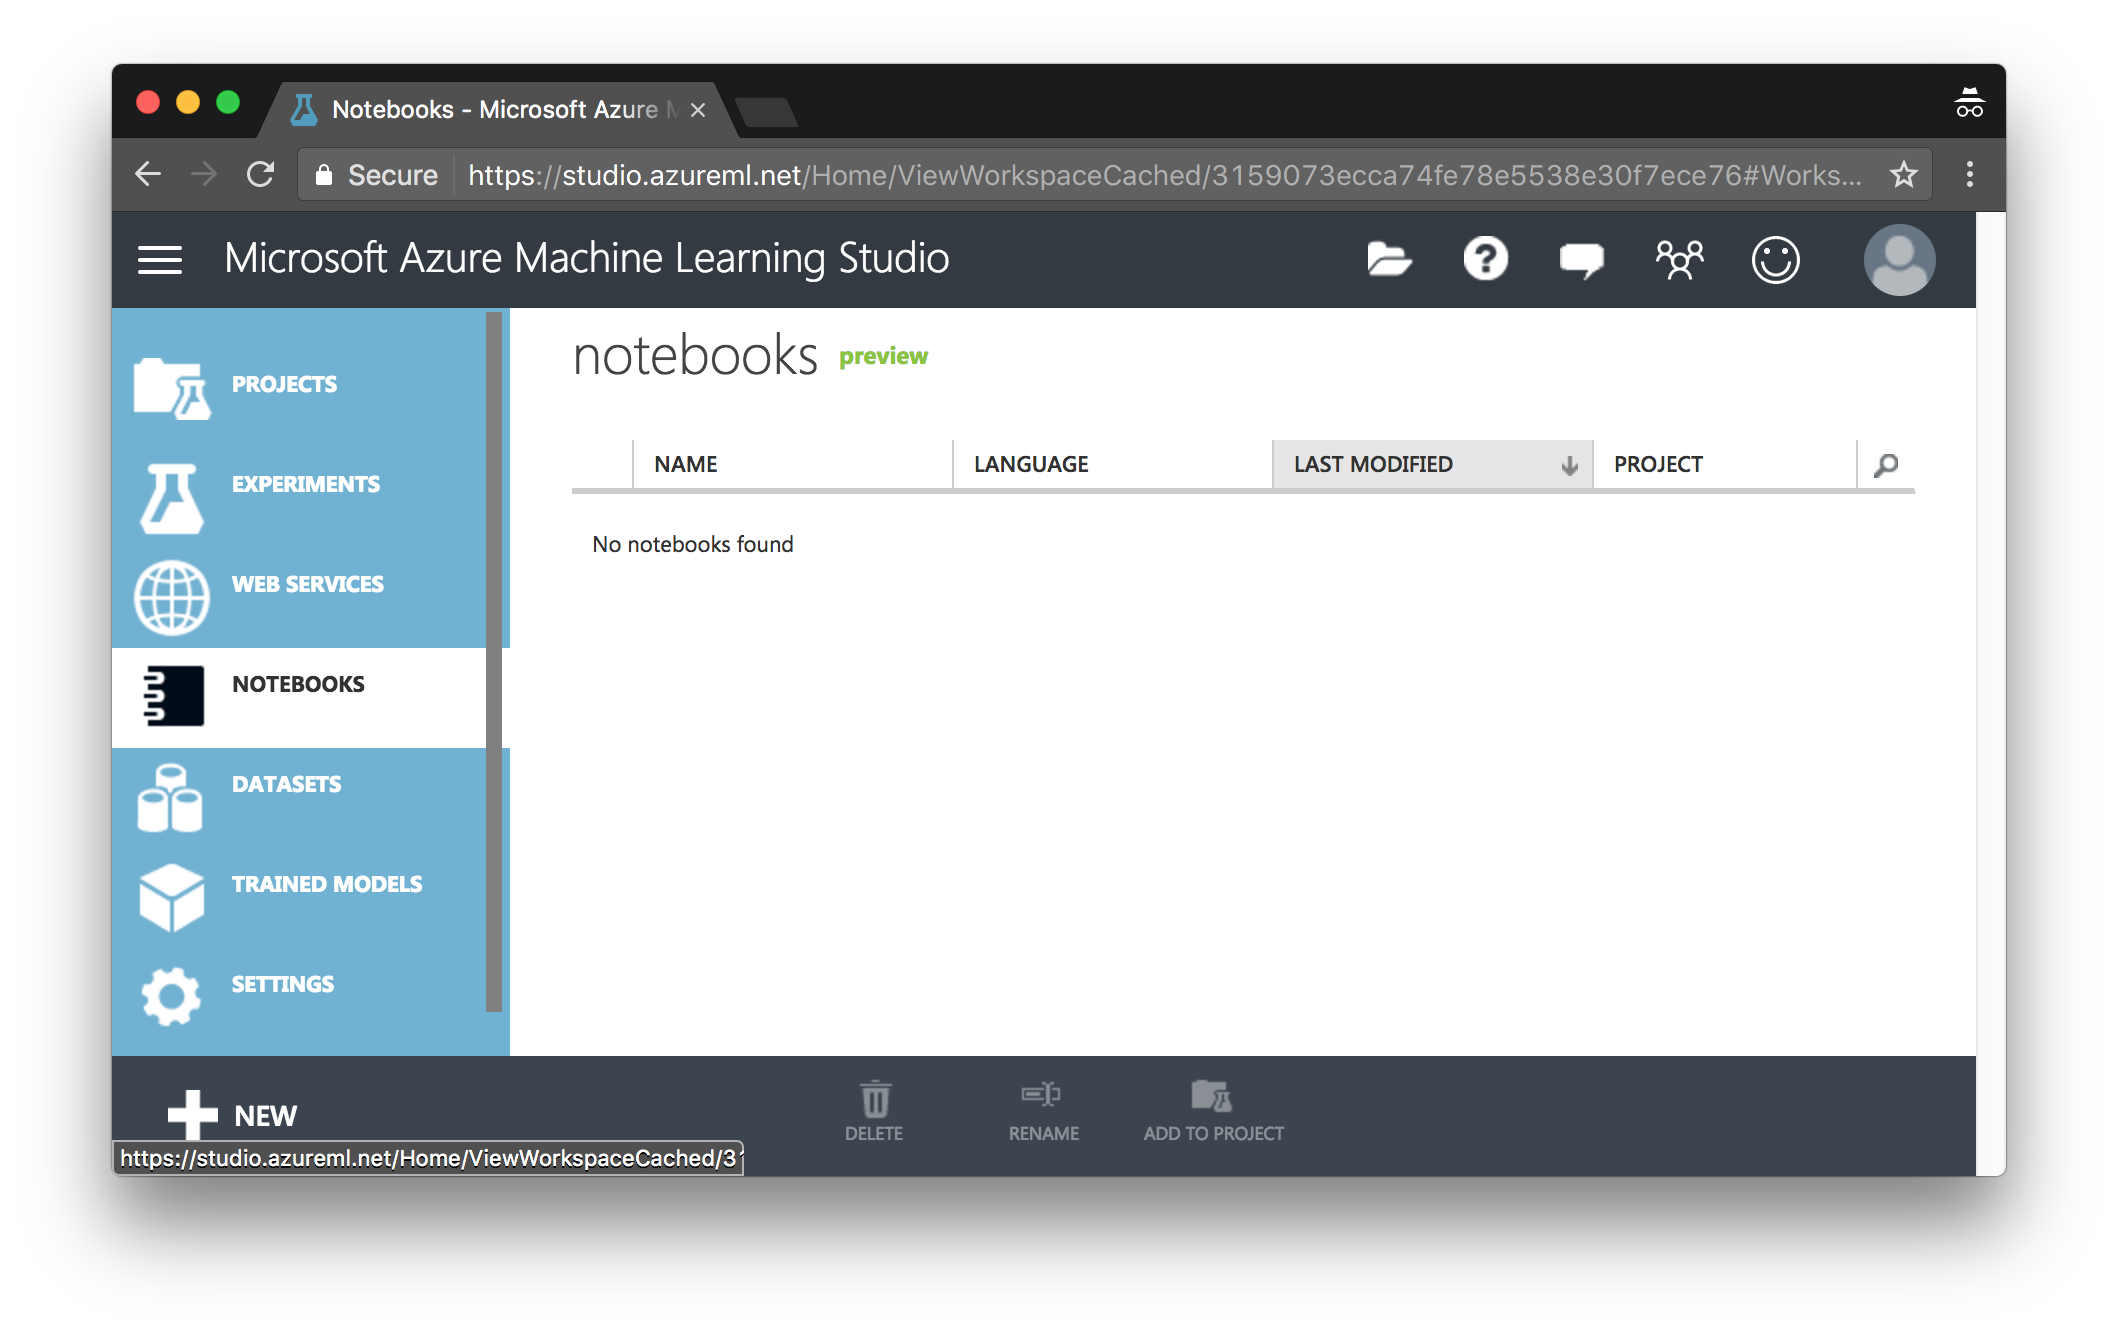 Notebooks - Microsoft Azure M
Secure https://studio.azureml.net/Home/ViewWorkspaceCached/3159073ecca74fe78e5538e30f7ece76#Works...
Microsoft Azure Machine Learning Studio
PROJECTS
EXPERIMENTS
WEB SERVICES
NOTEBOOKS
DATASETS
TRAINED MODELS
SETTINGS
notebooks preview
NAME LANGUAGE LAST MODIFIED PROJECT
No notebooks found
NEW
DELETE RENAME ADD TO PROJECT
https://studio.azureml.net/Home/ViewWorkspaceCached/31